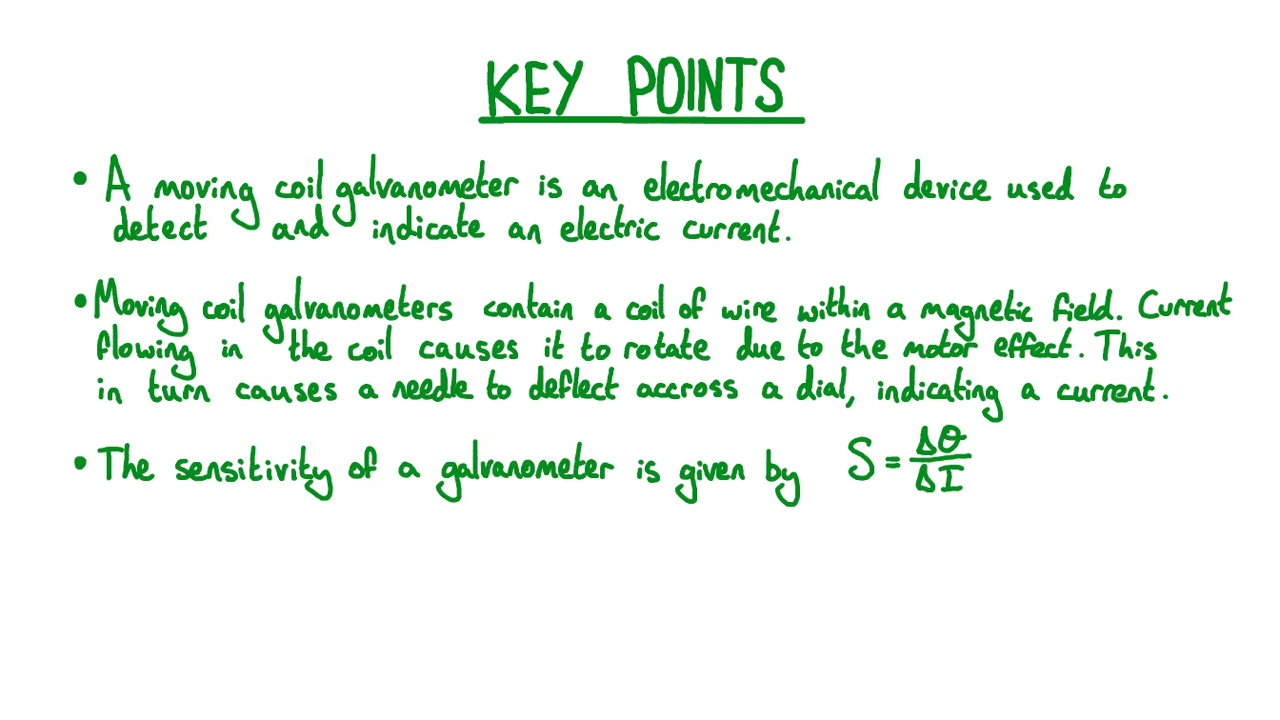 KEY POINTS
• A moving coil galvanometer is an electromechanical device used to
detect and indicate an electric current.
• Moving coil galvanometers contain a coil of wire within a magnetic field. Current
flowing in the coil causes it to rotate due to the motor effect. This
in turn causes a needle to deflect accross a dial, indicating a current.
• The sensitivity of a galvanometer is given by S = Δθ/ΔI